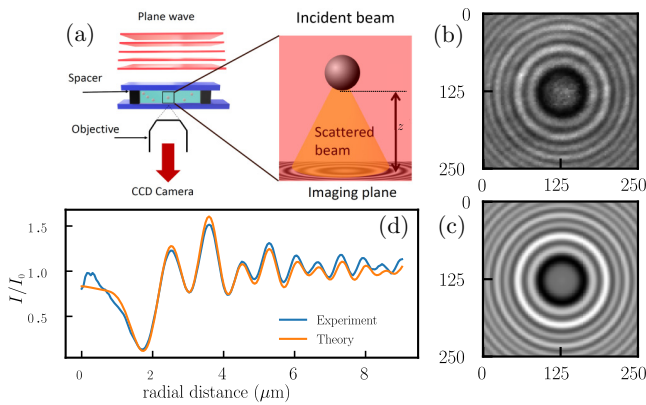 (a)
Plane wave
Spacer
Objective
CCD Camera
Incident beam
z
Scattered
beam
Imaging plane
(b)
0
125
250
0
125
250
(c)
0
125
250
0
125
250
(d)
I/I₀
1.5
1.0
0.5
Experiment
Theory
0
2
4
6
8
radial distance (μm)